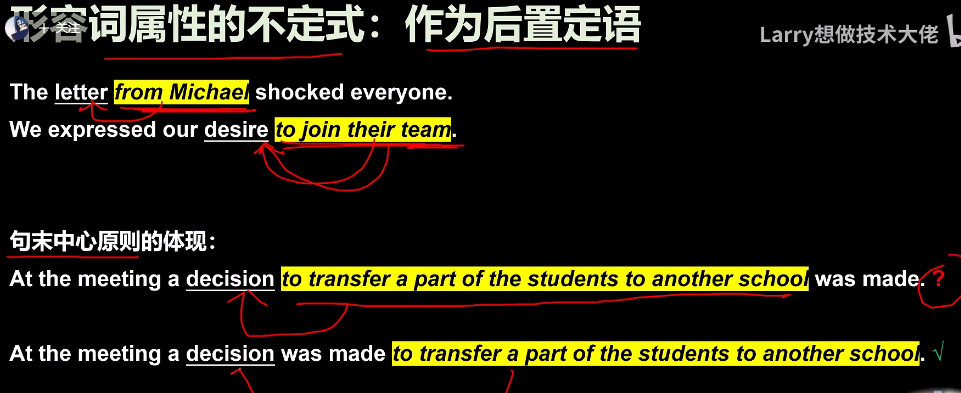 形容词属性的不定式：作为后置定语
关注
Larry想做技术大佬
The letter from Michael shocked everyone.
We expressed our desire to join their team.
句末中心原则的体现：
At the meeting a decision to transfer a part of the students to another school was made. ?
At the meeting a decision was made to transfer a part of the students to another school. √